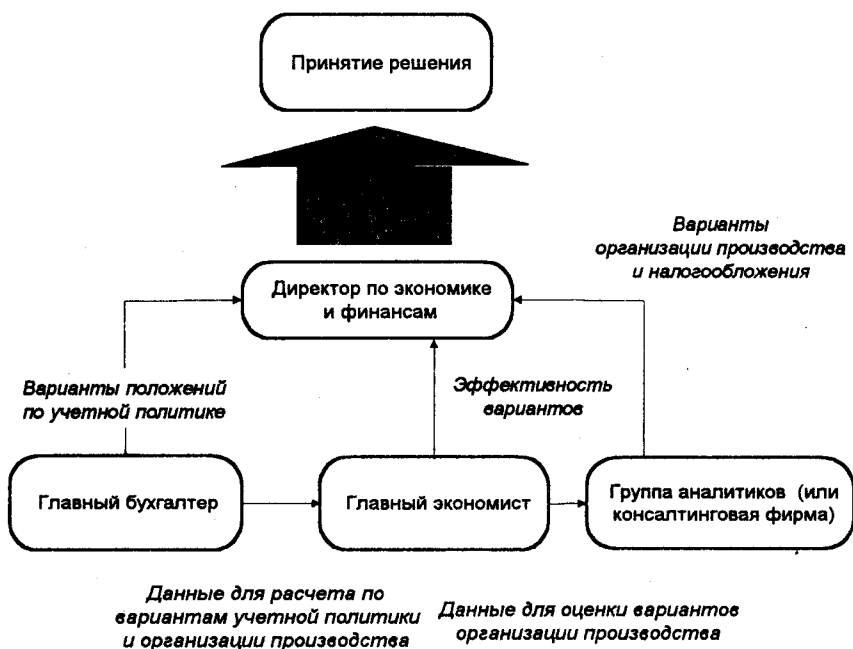 Принятие решения
Варианты
организации производства
и налогообложения
Директор по экономике
и финансам
Варианты положений
по учетной политике
Эффективность
вариантов
Главный бухгалтер
Главный экономист
Группа аналитиков (или
консалтинговая фирма)
Данные для расчета по
вариантам учетной политики
и организации производства
Данные для оценки вариантов
организации производства